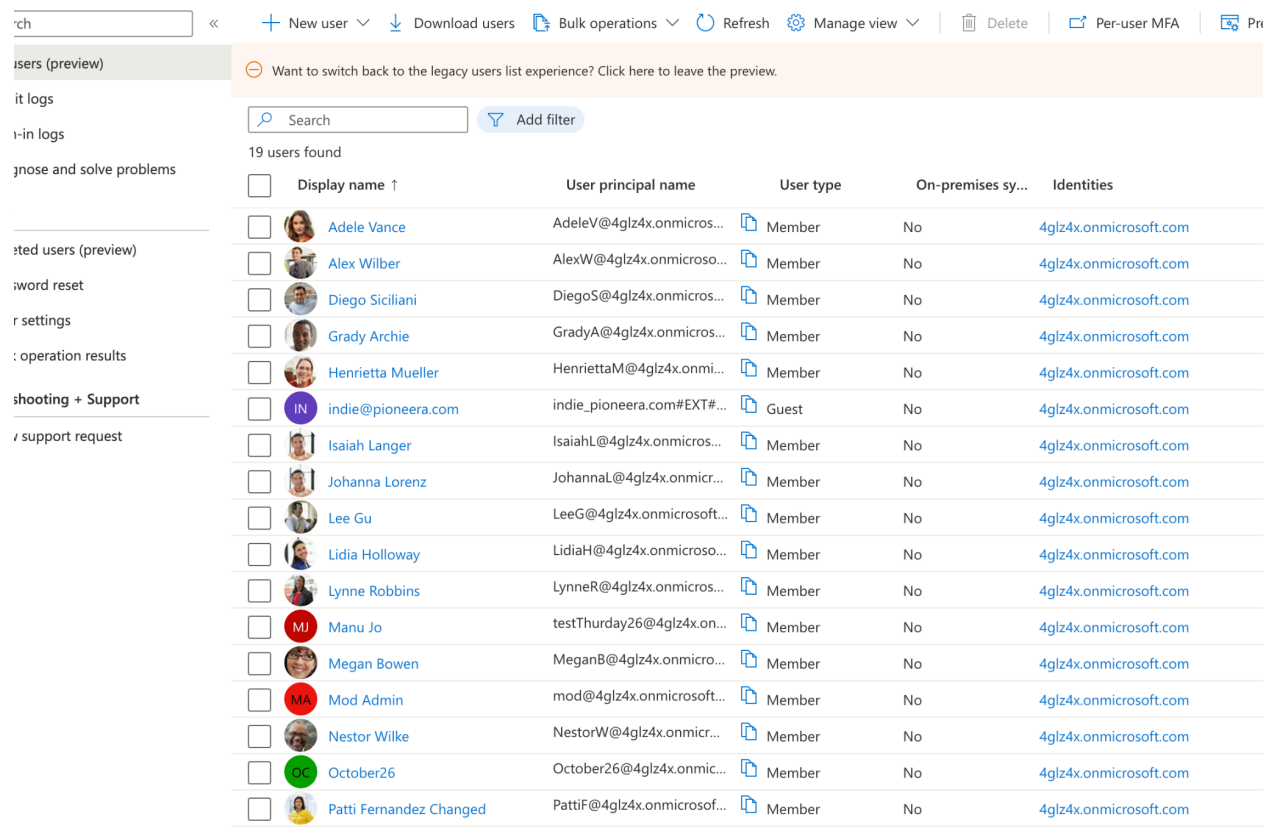 rch « New user Download users Bulk operations Refresh Manage view Delete Per-user MFA Pre
users (preview)
Want to switch back to the legacy users list experience? Click here to leave the preview.
it logs
n-in logs
gnose and solve problems
eted users (preview)
sword reset
r settings
k operation results
shooting + Support
w support request
Search Add filter
19 users found
Display name ↑ User principal name User type On-premises sy... Identities
Adele Vance AdeleV@4glz4x.onmicros... Member No 4glz4x.onmicrosoft.com
Alex Wilber AlexW@4glz4x.onmicroso... Member No 4glz4x.onmicrosoft.com
Diego Siciliani DiegoS@4glz4x.onmicros... Member No 4glz4x.onmicrosoft.com
Grady Archie GradyA@4glz4x.onmicros... Member No 4glz4x.onmicrosoft.com
Henrietta Mueller HenriettaM@4glz4x.onmi... Member No 4glz4x.onmicrosoft.com
IN indie@pioneera.com indie_pioneera.com#EXT#... Guest No 4glz4x.onmicrosoft.com
Isaiah Langer IsaiahL@4glz4x.onmicros... Member No 4glz4x.onmicrosoft.com
Johanna Lorenz JohannaL@4glz4x.onmicr... Member No 4glz4x.onmicrosoft.com
Lee Gu LeeG@4glz4x.onmicrosoft... Member No 4glz4x.onmicrosoft.com
Lidia Holloway LidiaH@4glz4x.onmicroso... Member No 4glz4x.onmicrosoft.com
Lynne Robbins LynneR@4glz4x.onmicros... Member No 4glz4x.onmicrosoft.com
MJ Manu Jo testThurday26@4glz4x.on... Member No 4glz4x.onmicrosoft.com
Megan Bowen MeganB@4glz4x.onmicro... Member No 4glz4x.onmicrosoft.com
MA Mod Admin mod@4glz4x.onmicrosoft... Member No 4glz4x.onmicrosoft.com
Nestor Wilke NestorW@4glz4x.onmicr... Member No 4glz4x.onmicrosoft.com
OC October26 October26@4glz4x.onmic... Member No 4glz4x.onmicrosoft.com
Patti Fernandez Changed PattiF@4glz4x.onmicrosof... Member No 4glz4x.onmicrosoft.com